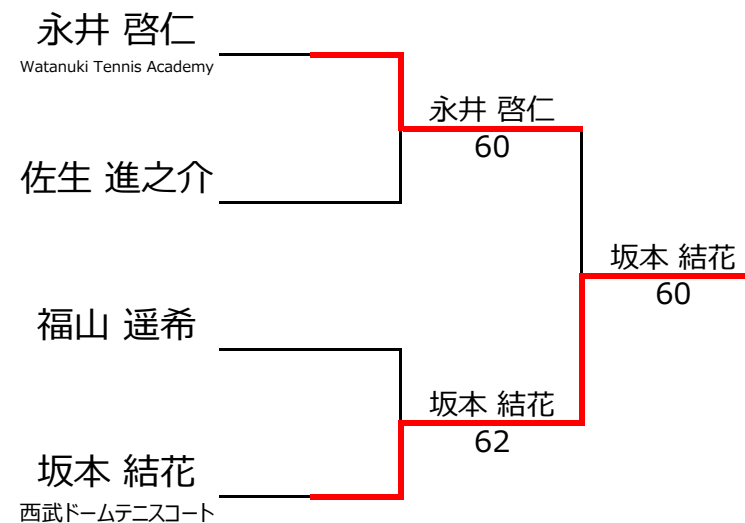 永井 啓仁
Watanuki Tennis Academy
永井 啓仁
60
佐生 進之介
坂本 結花
60
福山 遥希
坂本 結花
62
坂本 結花
西武ドームテニスコート